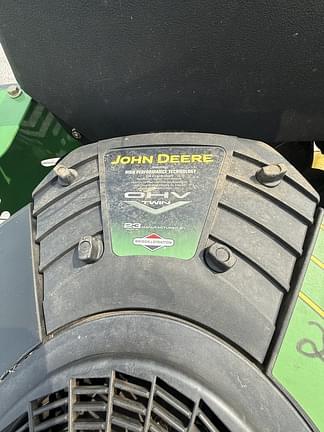 JOHN DEERE
HIGH PERFORMANCE TECHNOLOGY
OHV
TWIN
23
BRIGGS & STRATTON